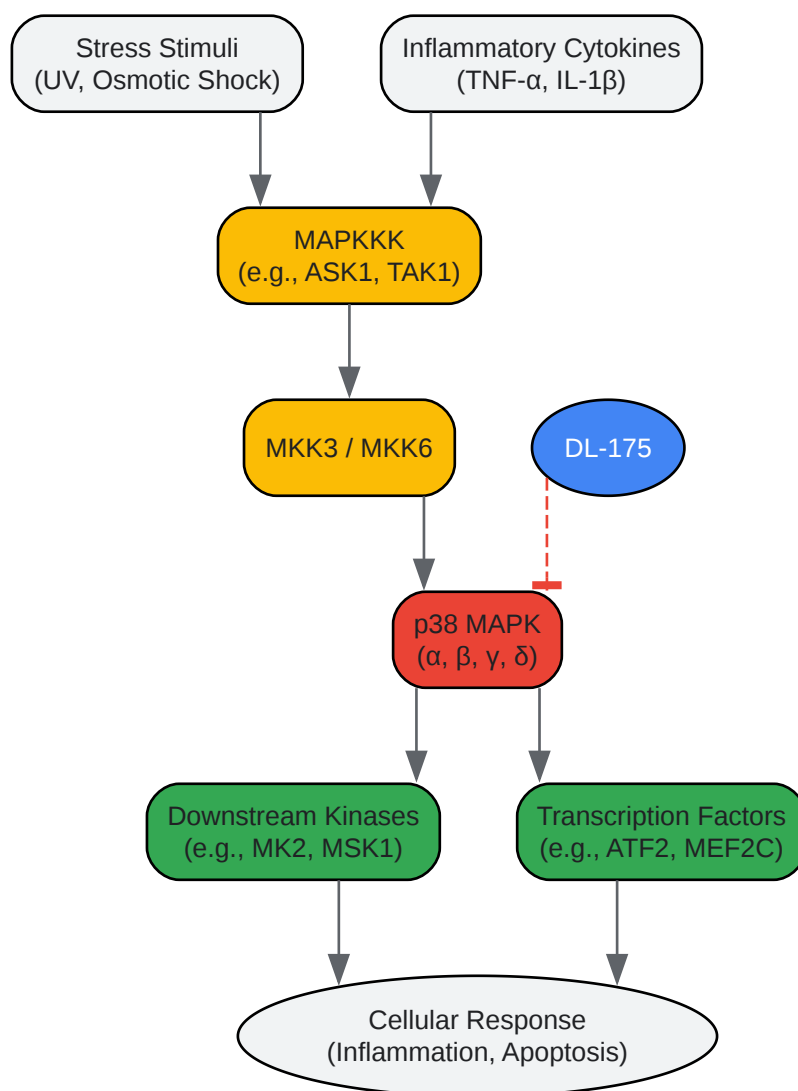 Stress Stimuli
(UV, Osmotic Shock)
Inflammatory Cytokines
(TNF-α, IL-1β)
MAPKKK
(e.g., ASK1, TAK1)
MKK3 / MKK6
DL-175
p38 MAPK
(α, β, γ, δ)
Downstream Kinases
(e.g., MK2, MSK1)
Transcription Factors
(e.g., ATF2, MEF2C)
Cellular Response
(Inflammation, Apoptosis)